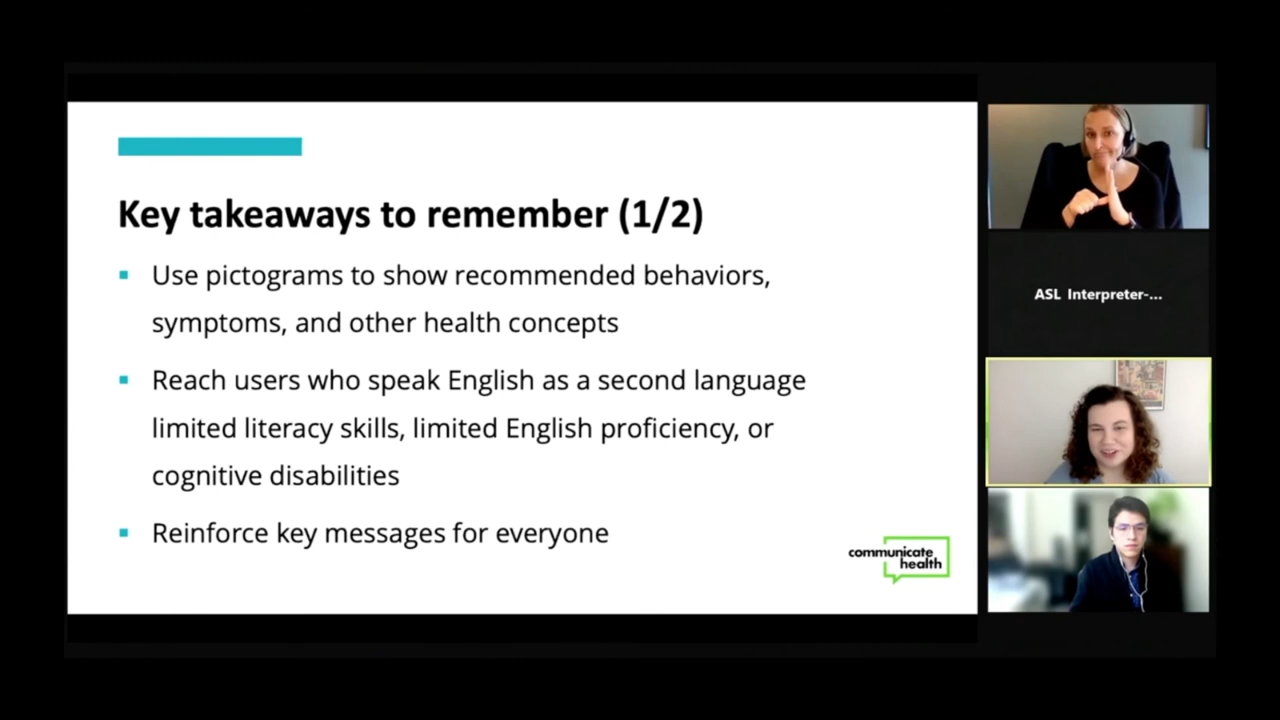 Key takeaways to remember (1/2)
Use pictograms to show recommended behaviors,
symptoms, and other health concepts
Reach users who speak English as a second language
limited literacy skills, limited English proficiency, or
cognitive disabilities
Reinforce key messages for everyone
communicate
health
ASL Interpreter-...